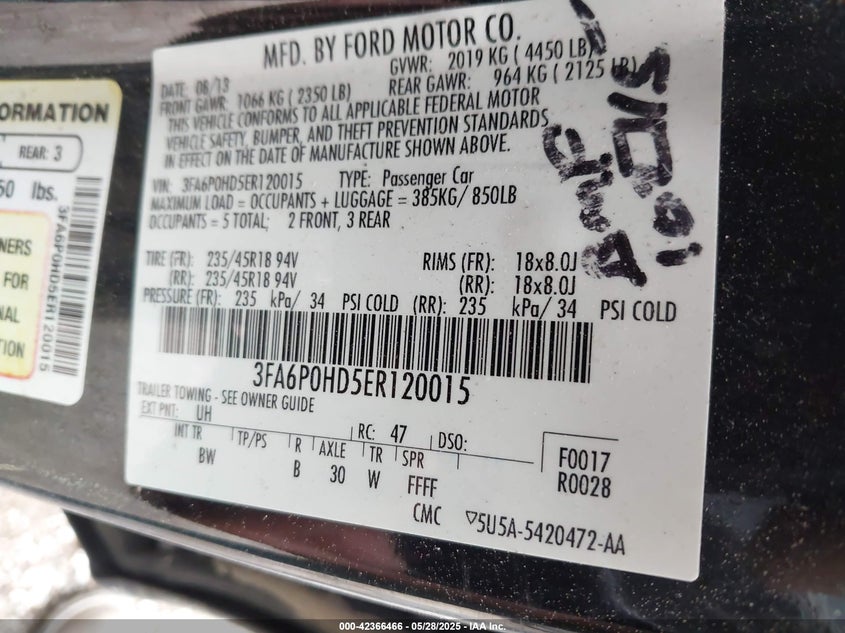 MFD. BY FORD MOTOR CO.
DATE: 08/13
GVWR: 2019 KG ( 4450 LB)
FRONT GAWR: 1066 KG ( 2350 LB)
REAR GAWR: 964 KG ( 2125 LB)
THIS VEHICLE CONFORMS TO ALL APPLICABLE FEDERAL MOTOR
VEHICLE SAFETY, BUMPER, AND THEFT PREVENTION STANDARDS
IN EFFECT ON THE DATE OF MANUFACTURE SHOWN ABOVE.
VIN: 3FA6P0HD5ER120015 TYPE: Passenger Car
MAXIMUM LOAD = OCCUPANTS + LUGGAGE = 385KG/ 850LB
OCCUPANTS = 5 TOTAL; 2 FRONT, 3 REAR
TIRE (FR): 235/45R18 94V RIMS (FR): 18x8.0J
(RR): 235/45R18 94V (RR): 18x8.0J
PRESSURE (FR): 235 kPa/ 34 PSI COLD (RR): 235 kPa/ 34 PSI COLD
3FA6P0HD5ER120015
TRAILER TOWING - SEE OWNER GUIDE
EXT PNT: UH RC: 47 DSO:
INT TR TP/PS R AXLE TR SPR
BW B 30 W FFFF
F0017
R0028
CMC ▽5U5A-5420472-AA
ORMATION
REAR: 3
50 lbs.
3FA6P0HD5ER120015
NERS
FOR
NAL
TION
000-42366466 - 05/28/2025 - IAA Inc.